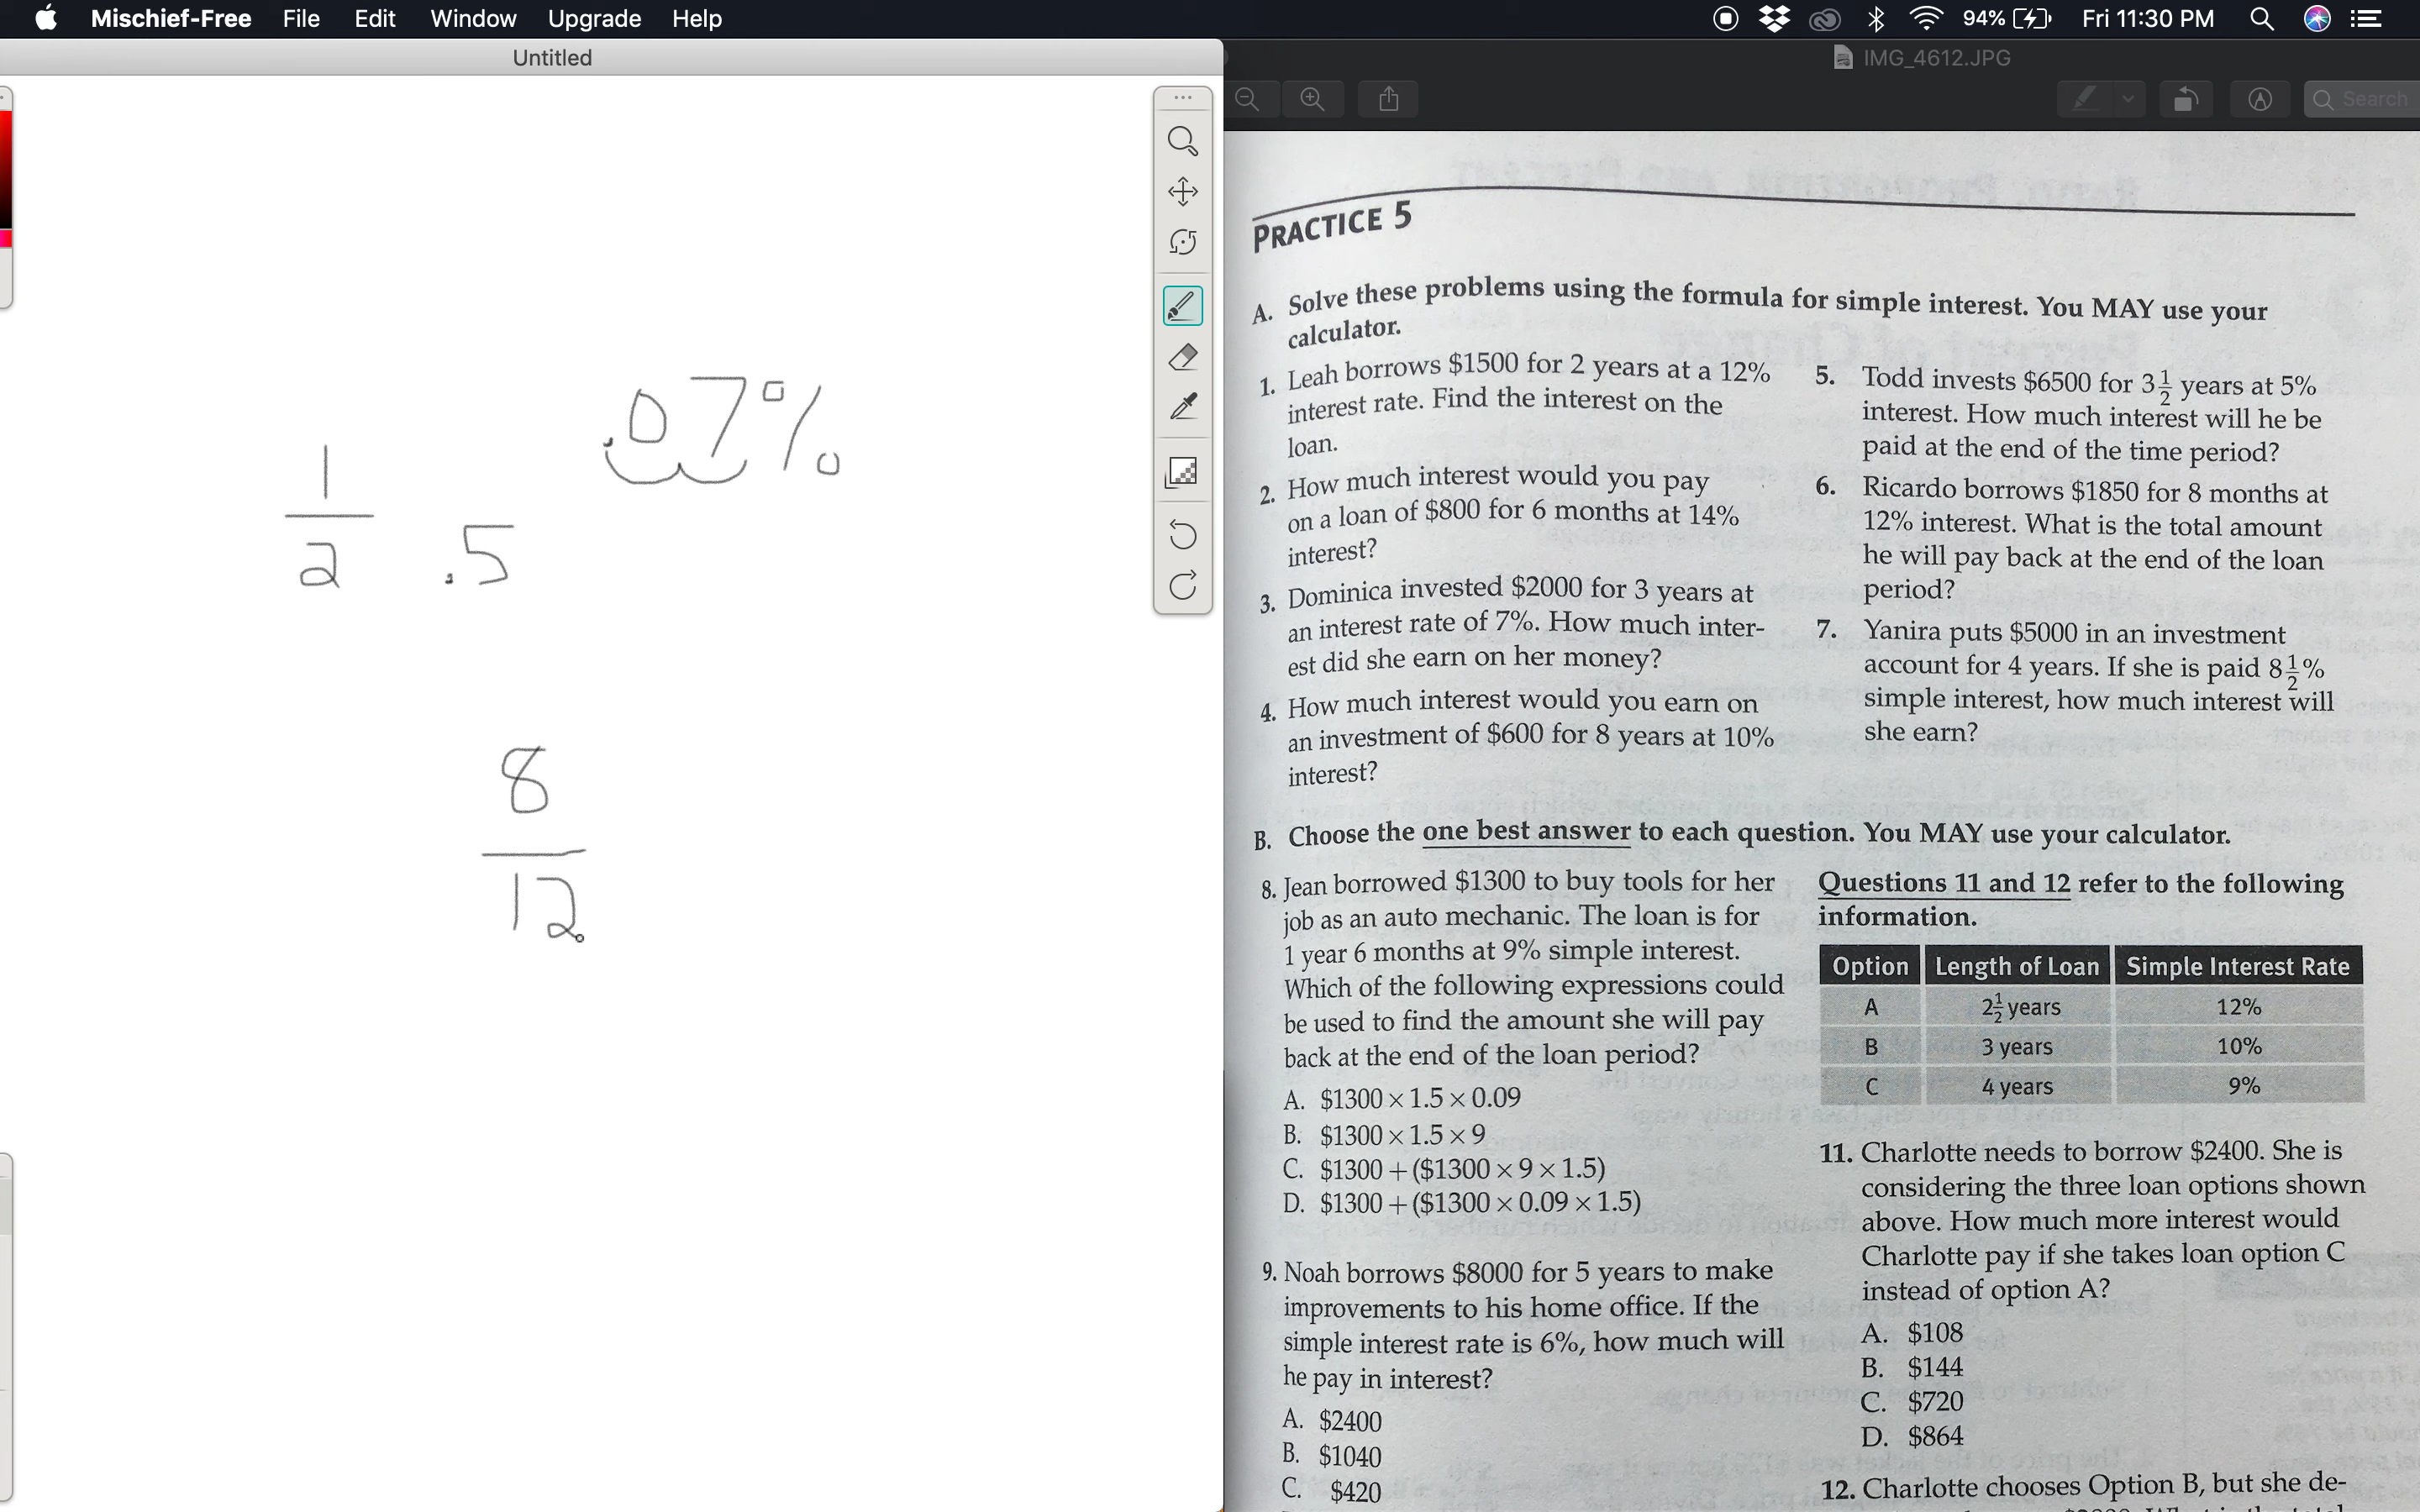 Mischief-Free File Edit Window Upgrade Help 94% Fri 11:30 PM
Untitled
IMG_4612.JPG
Search
.07%
1/2 .5
8/12
PRACTICE 5
A. Solve these problems using the formula for simple interest. You MAY use your
calculator.
1. Leah borrows $1500 for 2 years at a 12%
interest rate. Find the interest on the
loan.
2. How much interest would you pay
on a loan of $800 for 6 months at 14%
interest?
3. Dominica invested $2000 for 3 years at
an interest rate of 7%. How much inter-
est did she earn on her money?
4. How much interest would you earn on
an investment of $600 for 8 years at 10%
interest?
5. Todd invests $6500 for 3 1/2 years at 5%
interest. How much interest will he be
paid at the end of the time period?
6. Ricardo borrows $1850 for 8 months at
12% interest. What is the total amount
he will pay back at the end of the loan
period?
7. Yanira puts $5000 in an investment
account for 4 years. If she is paid 8 1/2%
simple interest, how much interest will
she earn?
B. Choose the one best answer to each question. You MAY use your calculator.
8. Jean borrowed $1300 to buy tools for her
job as an auto mechanic. The loan is for
1 year 6 months at 9% simple interest.
Which of the following expressions could
be used to find the amount she will pay
back at the end of the loan period?
A. $1300 × 1.5 × 0.09
B. $1300 × 1.5 × 9
C. $1300 + ($1300 × 9 × 1.5)
D. $1300 + ($1300 × 0.09 × 1.5)
9. Noah borrows $8000 for 5 years to make
improvements to his home office. If the
simple interest rate is 6%, how much will
he pay in interest?
A. $2400
B. $1040
C. $420
Questions 11 and 12 refer to the following
information.
Option Length of Loan Simple Interest Rate
A 2 1/2 years 12%
B 3 years 10%
C 4 years 9%
11. Charlotte needs to borrow $2400. She is
considering the three loan options shown
above. How much more interest would
Charlotte pay if she takes loan option C
instead of option A?
A. $108
B. $144
C. $720
D. $864
12. Charlotte chooses Option B, but she de-